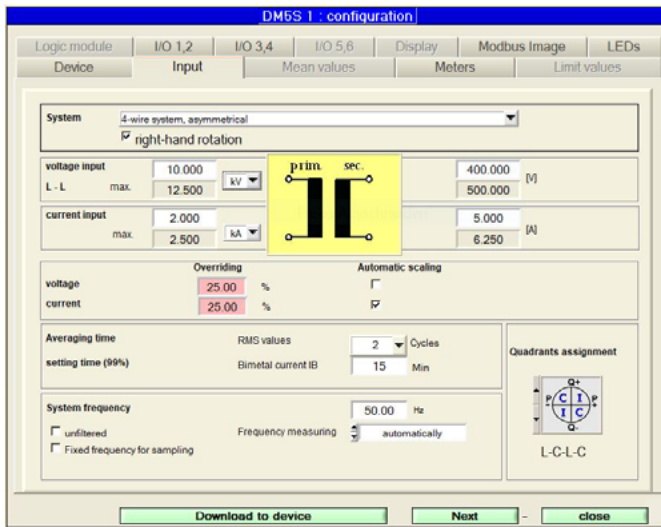 DM5S 1 : configuration
Logic module I/O 1,2 I/O 3,4 I/O 5,6 Display Modbus Image LEDs
Device Input Mean values Meters Limit values
System 4-wire system, asymmetrical
right-hand rotation
voltage input 10.000 kV prim. sec. 400.000 [V]
L - L max. 12.500 500.000
current input 2.000 kA 5.000 [A]
max. 2.500 6.250
Overriding Automatic scaling
voltage 25.00 %
current 25.00 %
Averaging time RMS values 2 Cycles
setting time (99%) Bimetal current IB 15 Min
Quadrants assignment
Q+
P- C I P+
I C
Q-
L-C-L-C
System frequency 50.00 Hz
unfiltered Frequency measuring automatically
Fixed frequency for sampling
Download to device Next - close